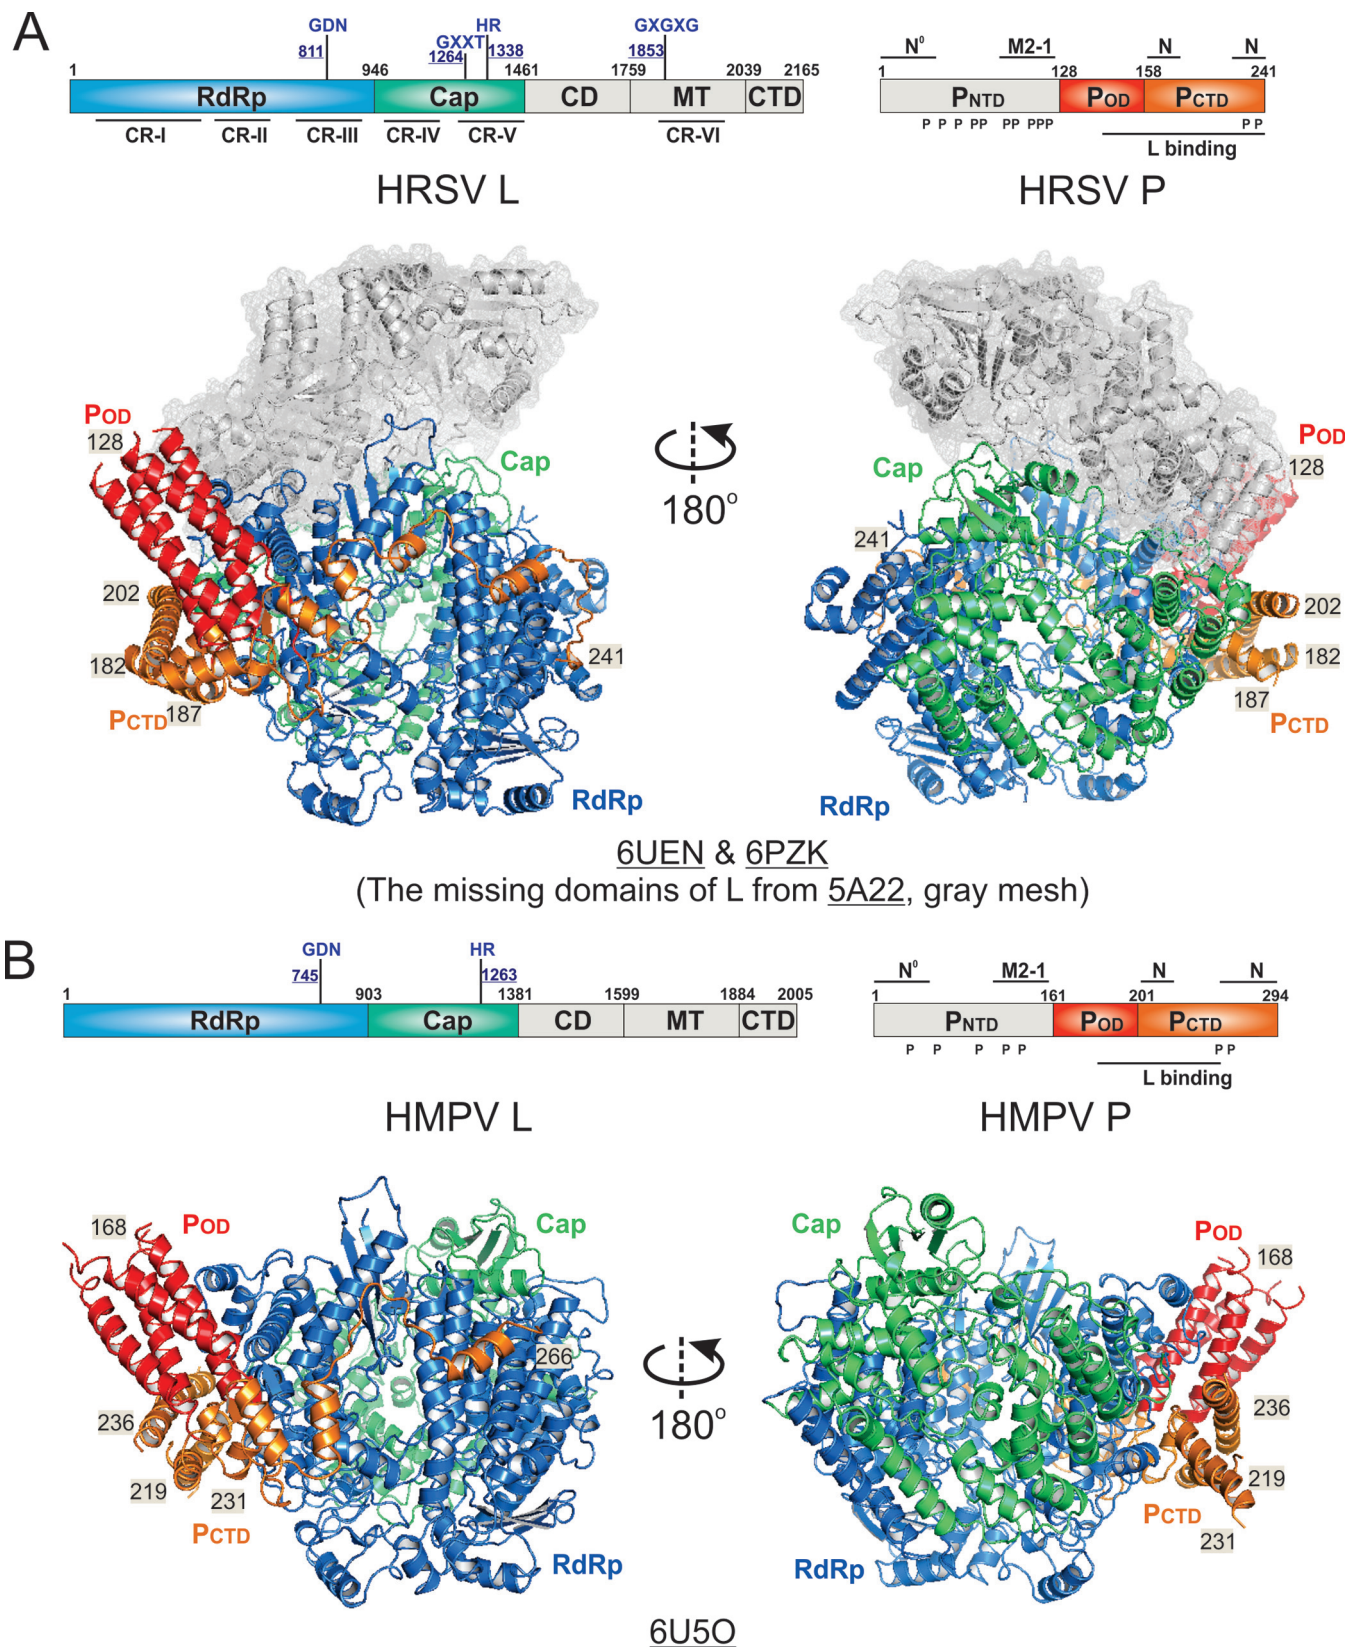 A
GDN HR GXGXG
GXXT
811 1264 1338 1853
1 946 1461 1759 2039 2165
RdRp Cap CD MT CTD
CR-I CR-II CR-III CR-IV CR-V CR-VI
HRSV L
N⁰ M2-1 N N
1 128 158 241
PNTD POD PCTD
P P P PP PP PPP P P
L binding
HRSV P
POD
128
Cap
202
182
187
PCTD
241
RdRp
180°
Cap
POD
128
241
202
182
187
PCTD
RdRp
6UEN & 6PZK
(The missing domains of L from 5A22, gray mesh)
B
GDN HR
745 1263
1 903 1381 1599 1884 2005
RdRp Cap CD MT CTD
HMPV L
N⁰ M2-1 N N
1 161 201 294
PNTD POD PCTD
P P P P P P P
L binding
HMPV P
168
POD
Cap
266
236
219
231
PCTD
RdRp
180°
Cap
POD
168
236
219
PCTD
231
RdRp
6U5O